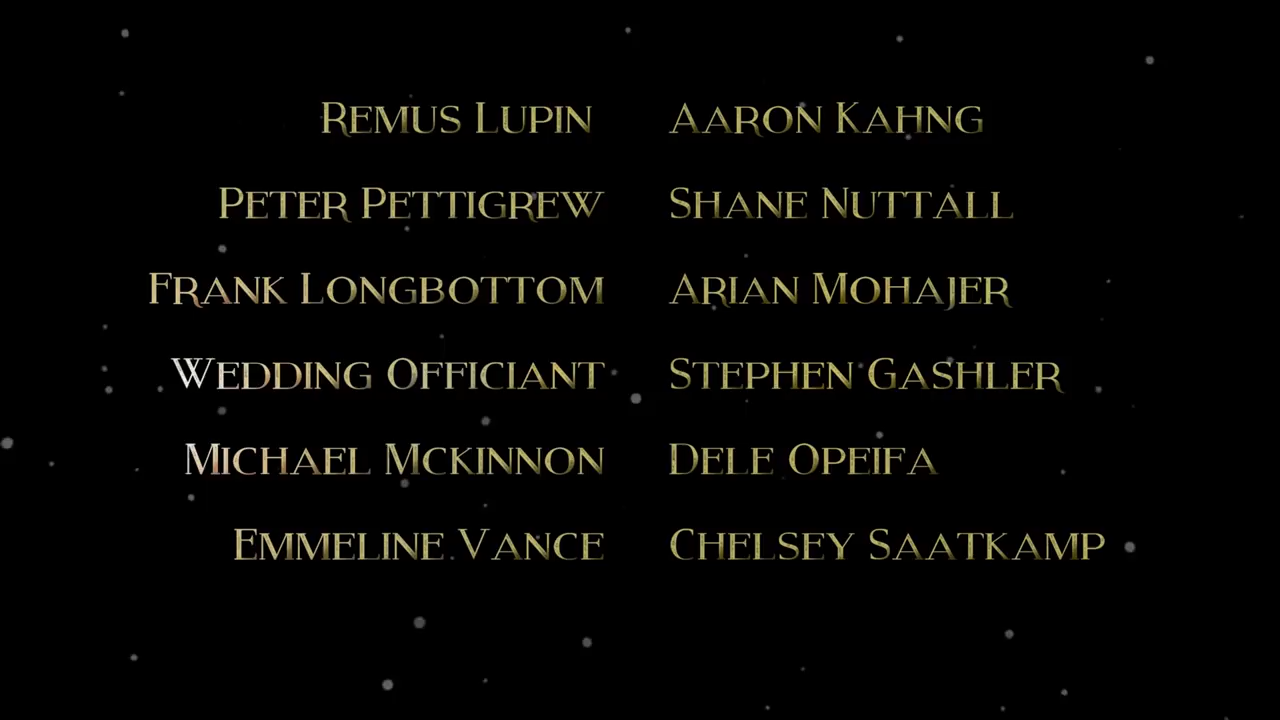 Remus Lupin Aaron Kahng
Peter Pettigrew Shane Nuttall
Frank Longbottom Arian Mohajer
Wedding Officiant Stephen Gashler
Michael Mckinnon Dele Opeifa
Emmeline Vance Chelsey Saatkamp